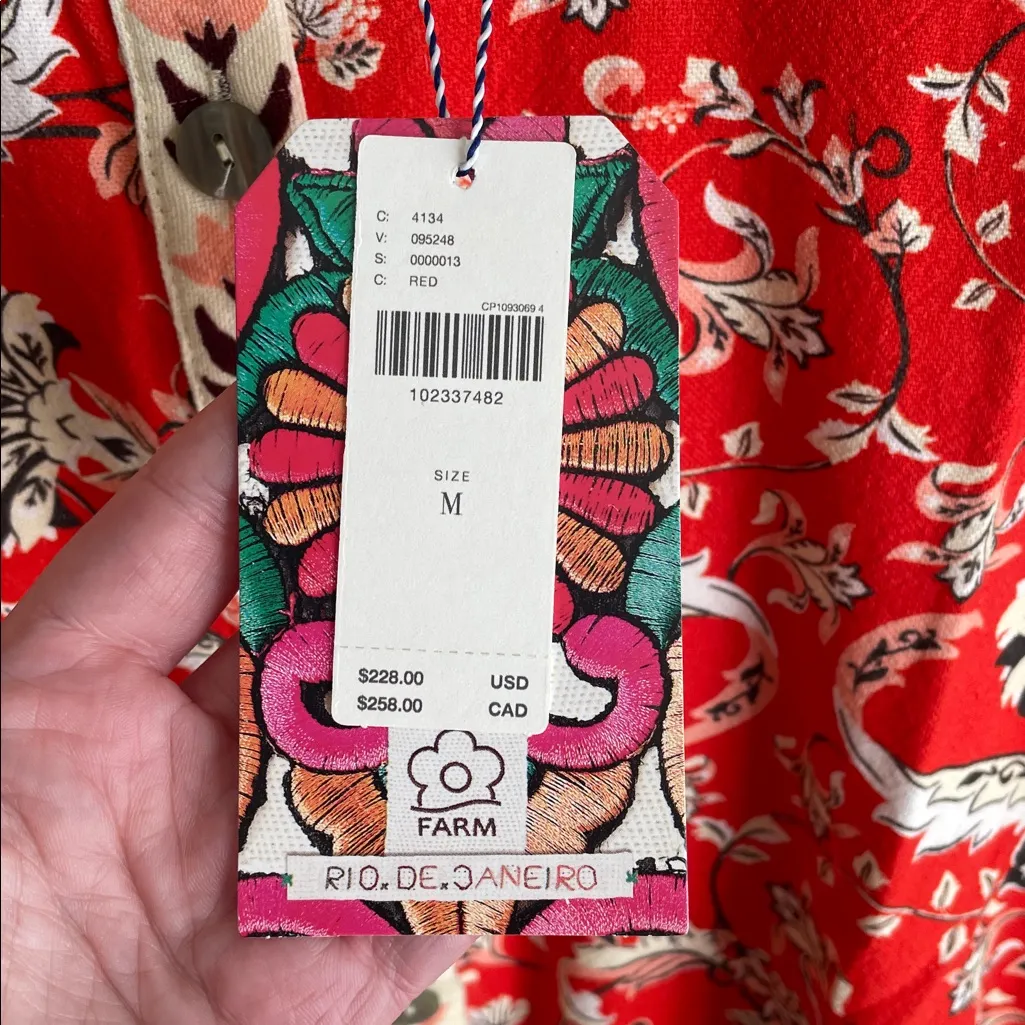 C: 4134
V: 095248
S: 0000013
C: RED
CP1093069 4
102337482
SIZE
M
$228.00 USD
$258.00 CAD
FARM
RIO.DE.JANEIRO